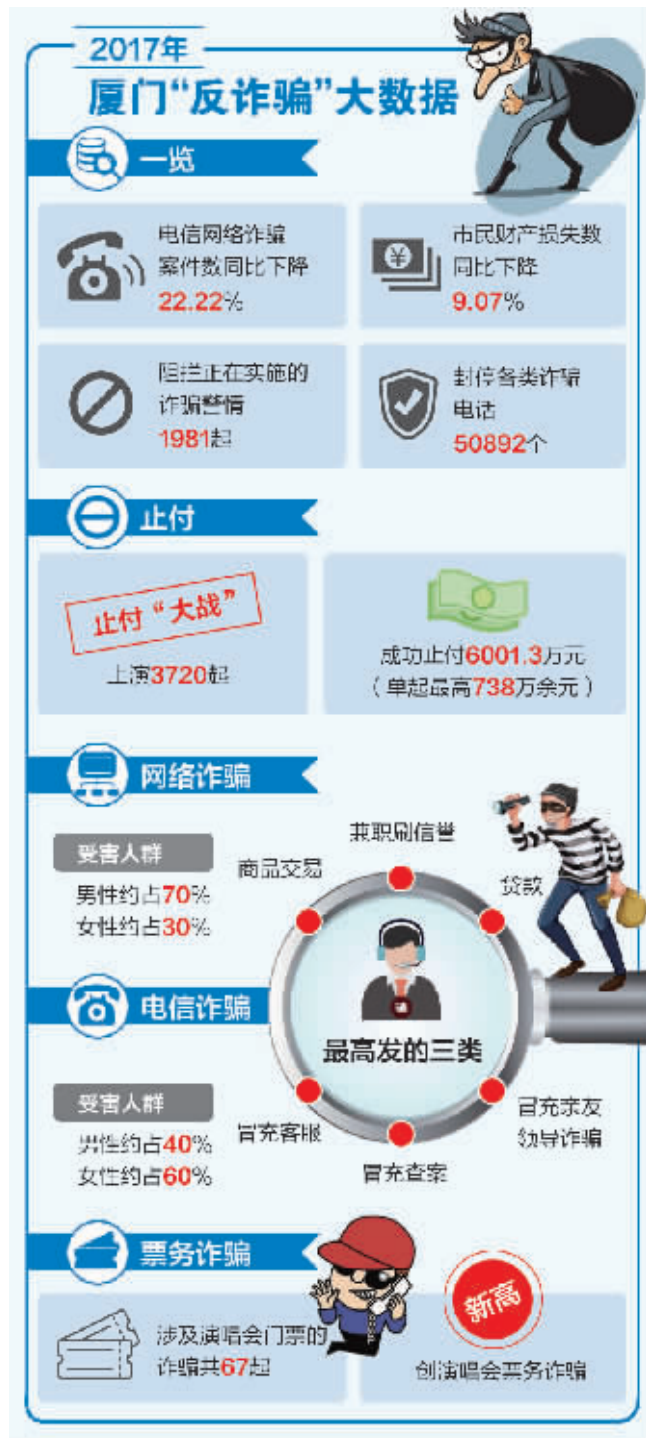 2017年
厦门“反诈骗”大数据
一览
电信网络诈骗
案件数同比下降
22.22%
市民财产损失数
同比下降
9.07%
阻拦正在实施的
诈骗警情
1981起
封停各类诈骗
电话
50892个
止付
止付“大战”
上演3720起
成功止付6001.3万元
（单起最高738万余元）
网络诈骗
受害人群
男性约占70%
女性约占30%
商品交易
兼职刷信誉
贷款
最高发的三类
电信诈骗
受害人群
男性约占40%
女性约占60%
冒充客服
冒充查案
冒充亲友
领导诈骗
票务诈骗
涉及演唱会门票的
诈骗共67起
新高
创演唱会票务诈骗